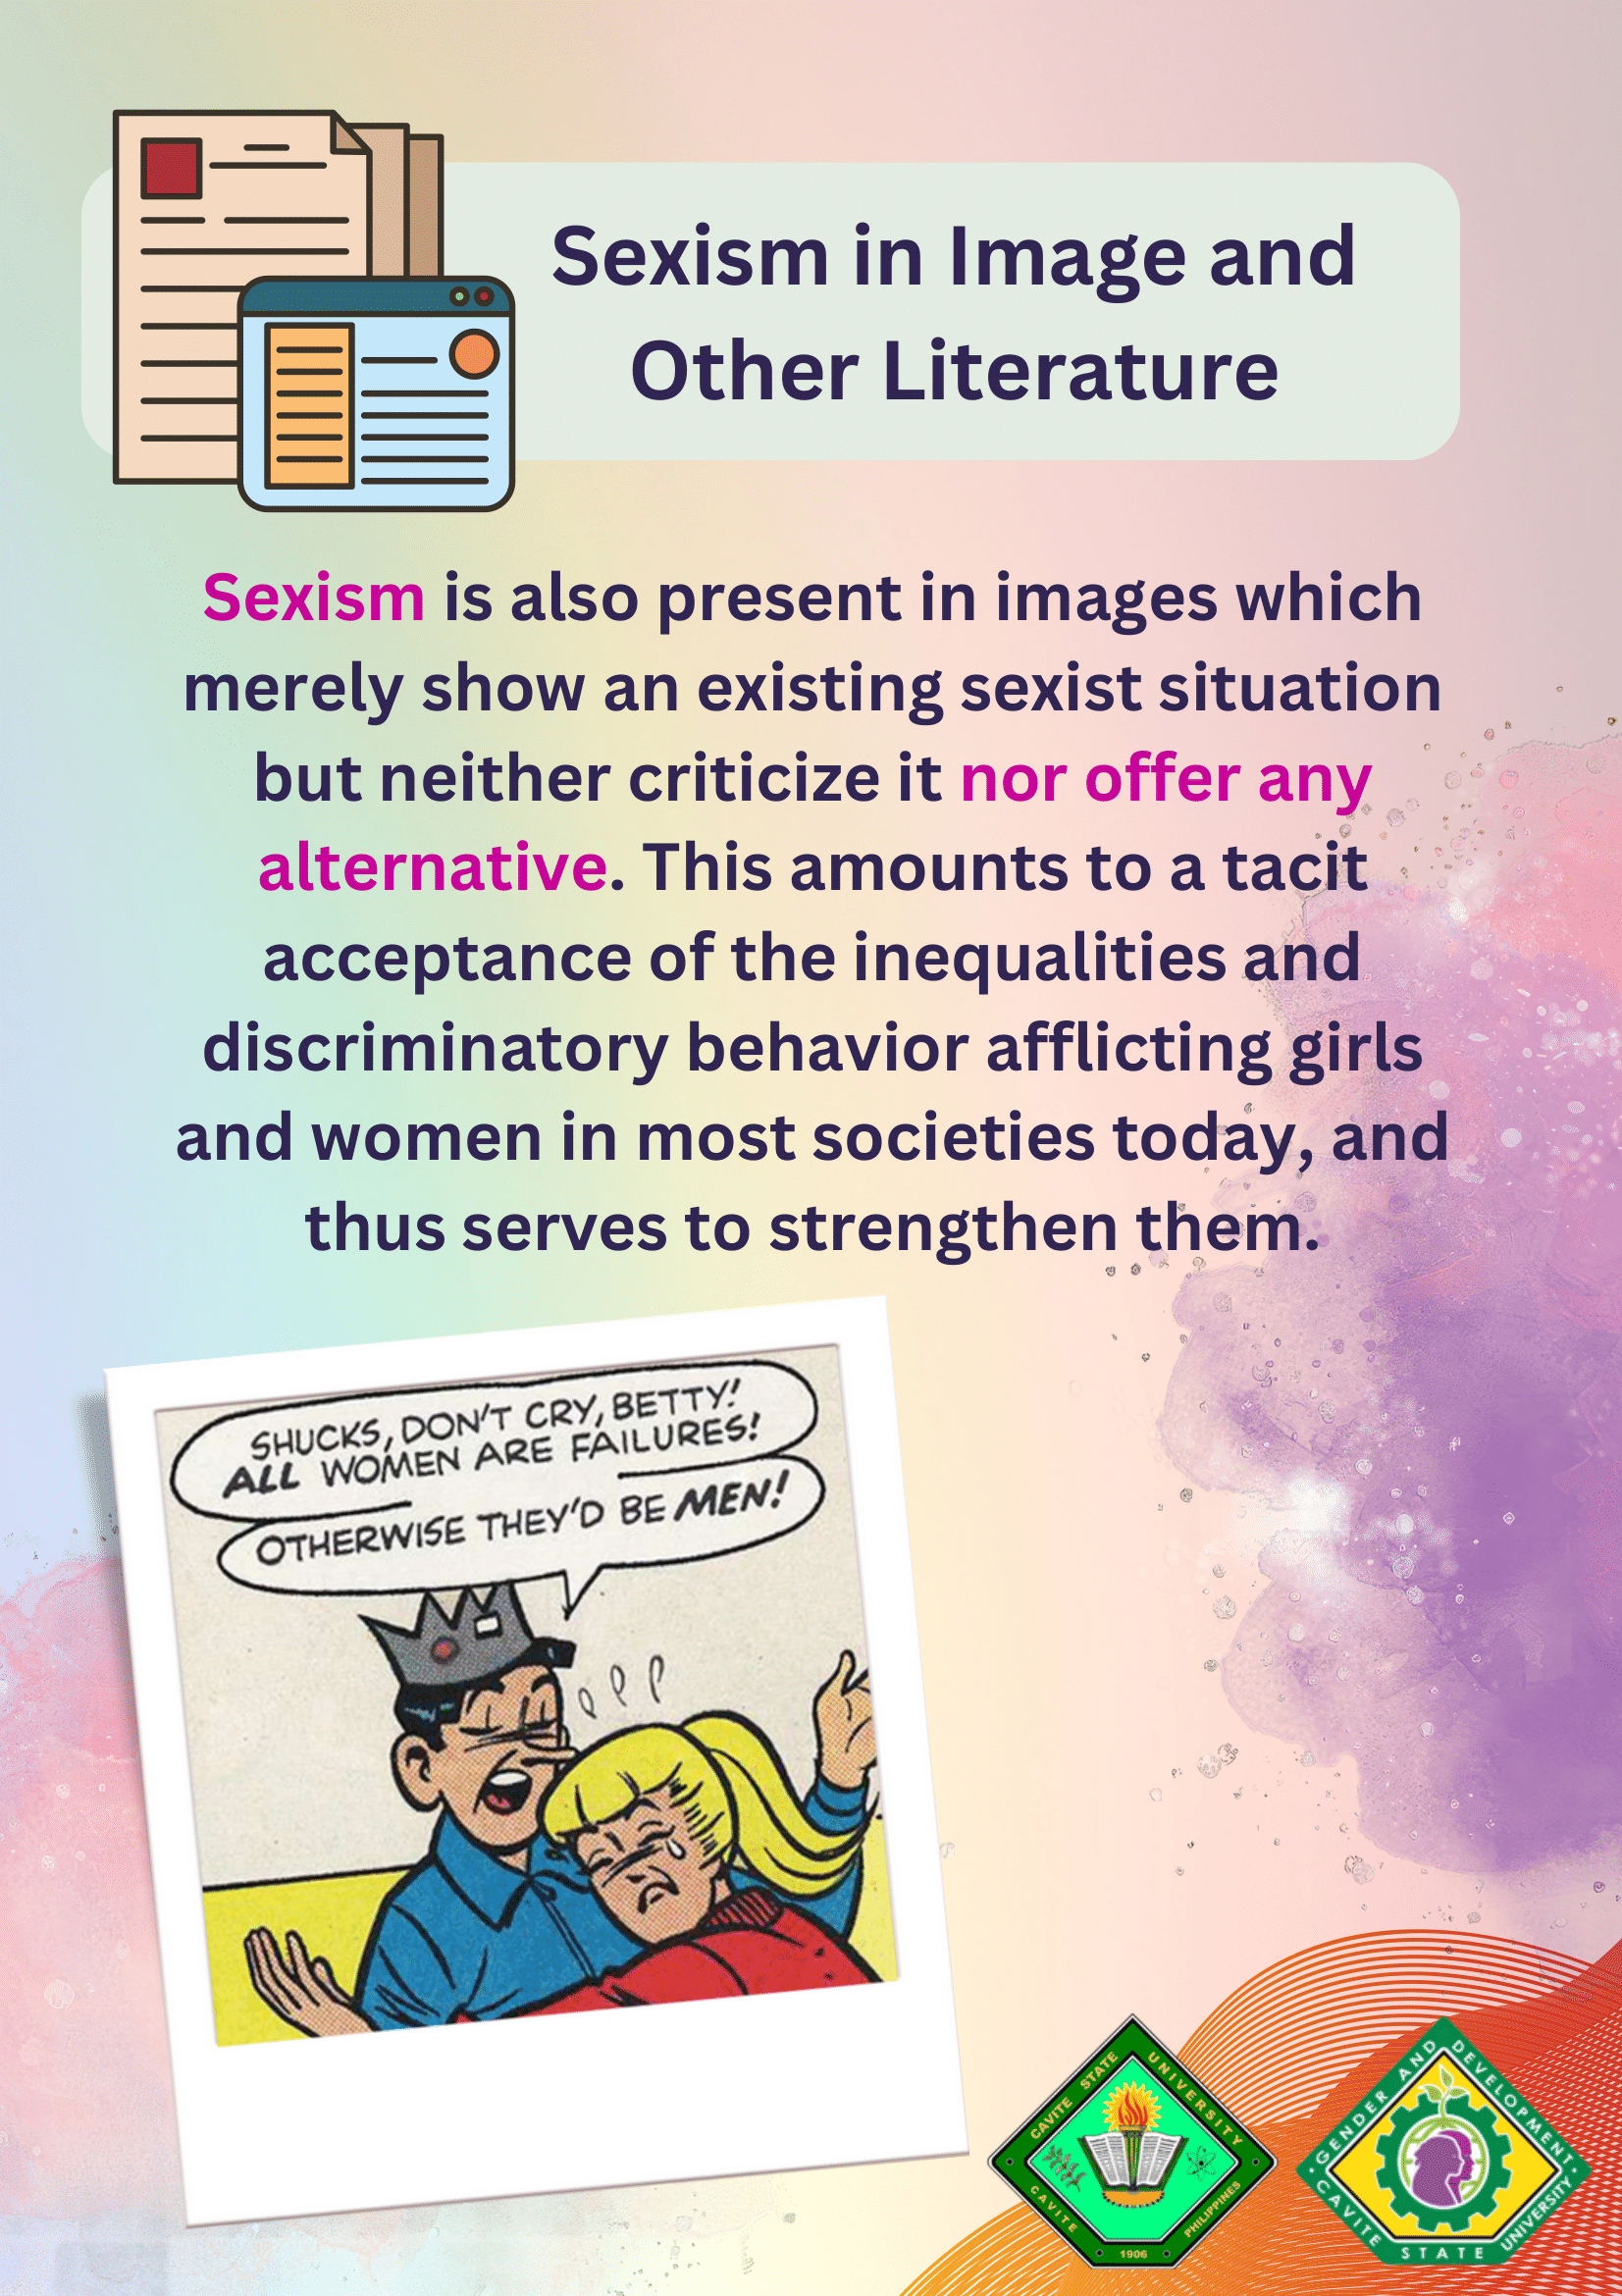 Sexism in Image and
Other Literature
Sexism is also present in images which
merely show an existing sexist situation
but neither criticize it nor offer any
alternative. This amounts to a tacit
acceptance of the inequalities and
discriminatory behavior afflicting girls
and women in most societies today, and
thus serves to strengthen them.
SHUCKS, DON'T CRY, BETTY!
ALL WOMEN ARE FAILURES!
OTHERWISE THEY'D BE MEN!
CAVITE STATE UNIVERSITY
CAVITE PHILIPPINES
1906
GENDER AND DEVELOPMENT
CAVITE STATE UNIVERSITY